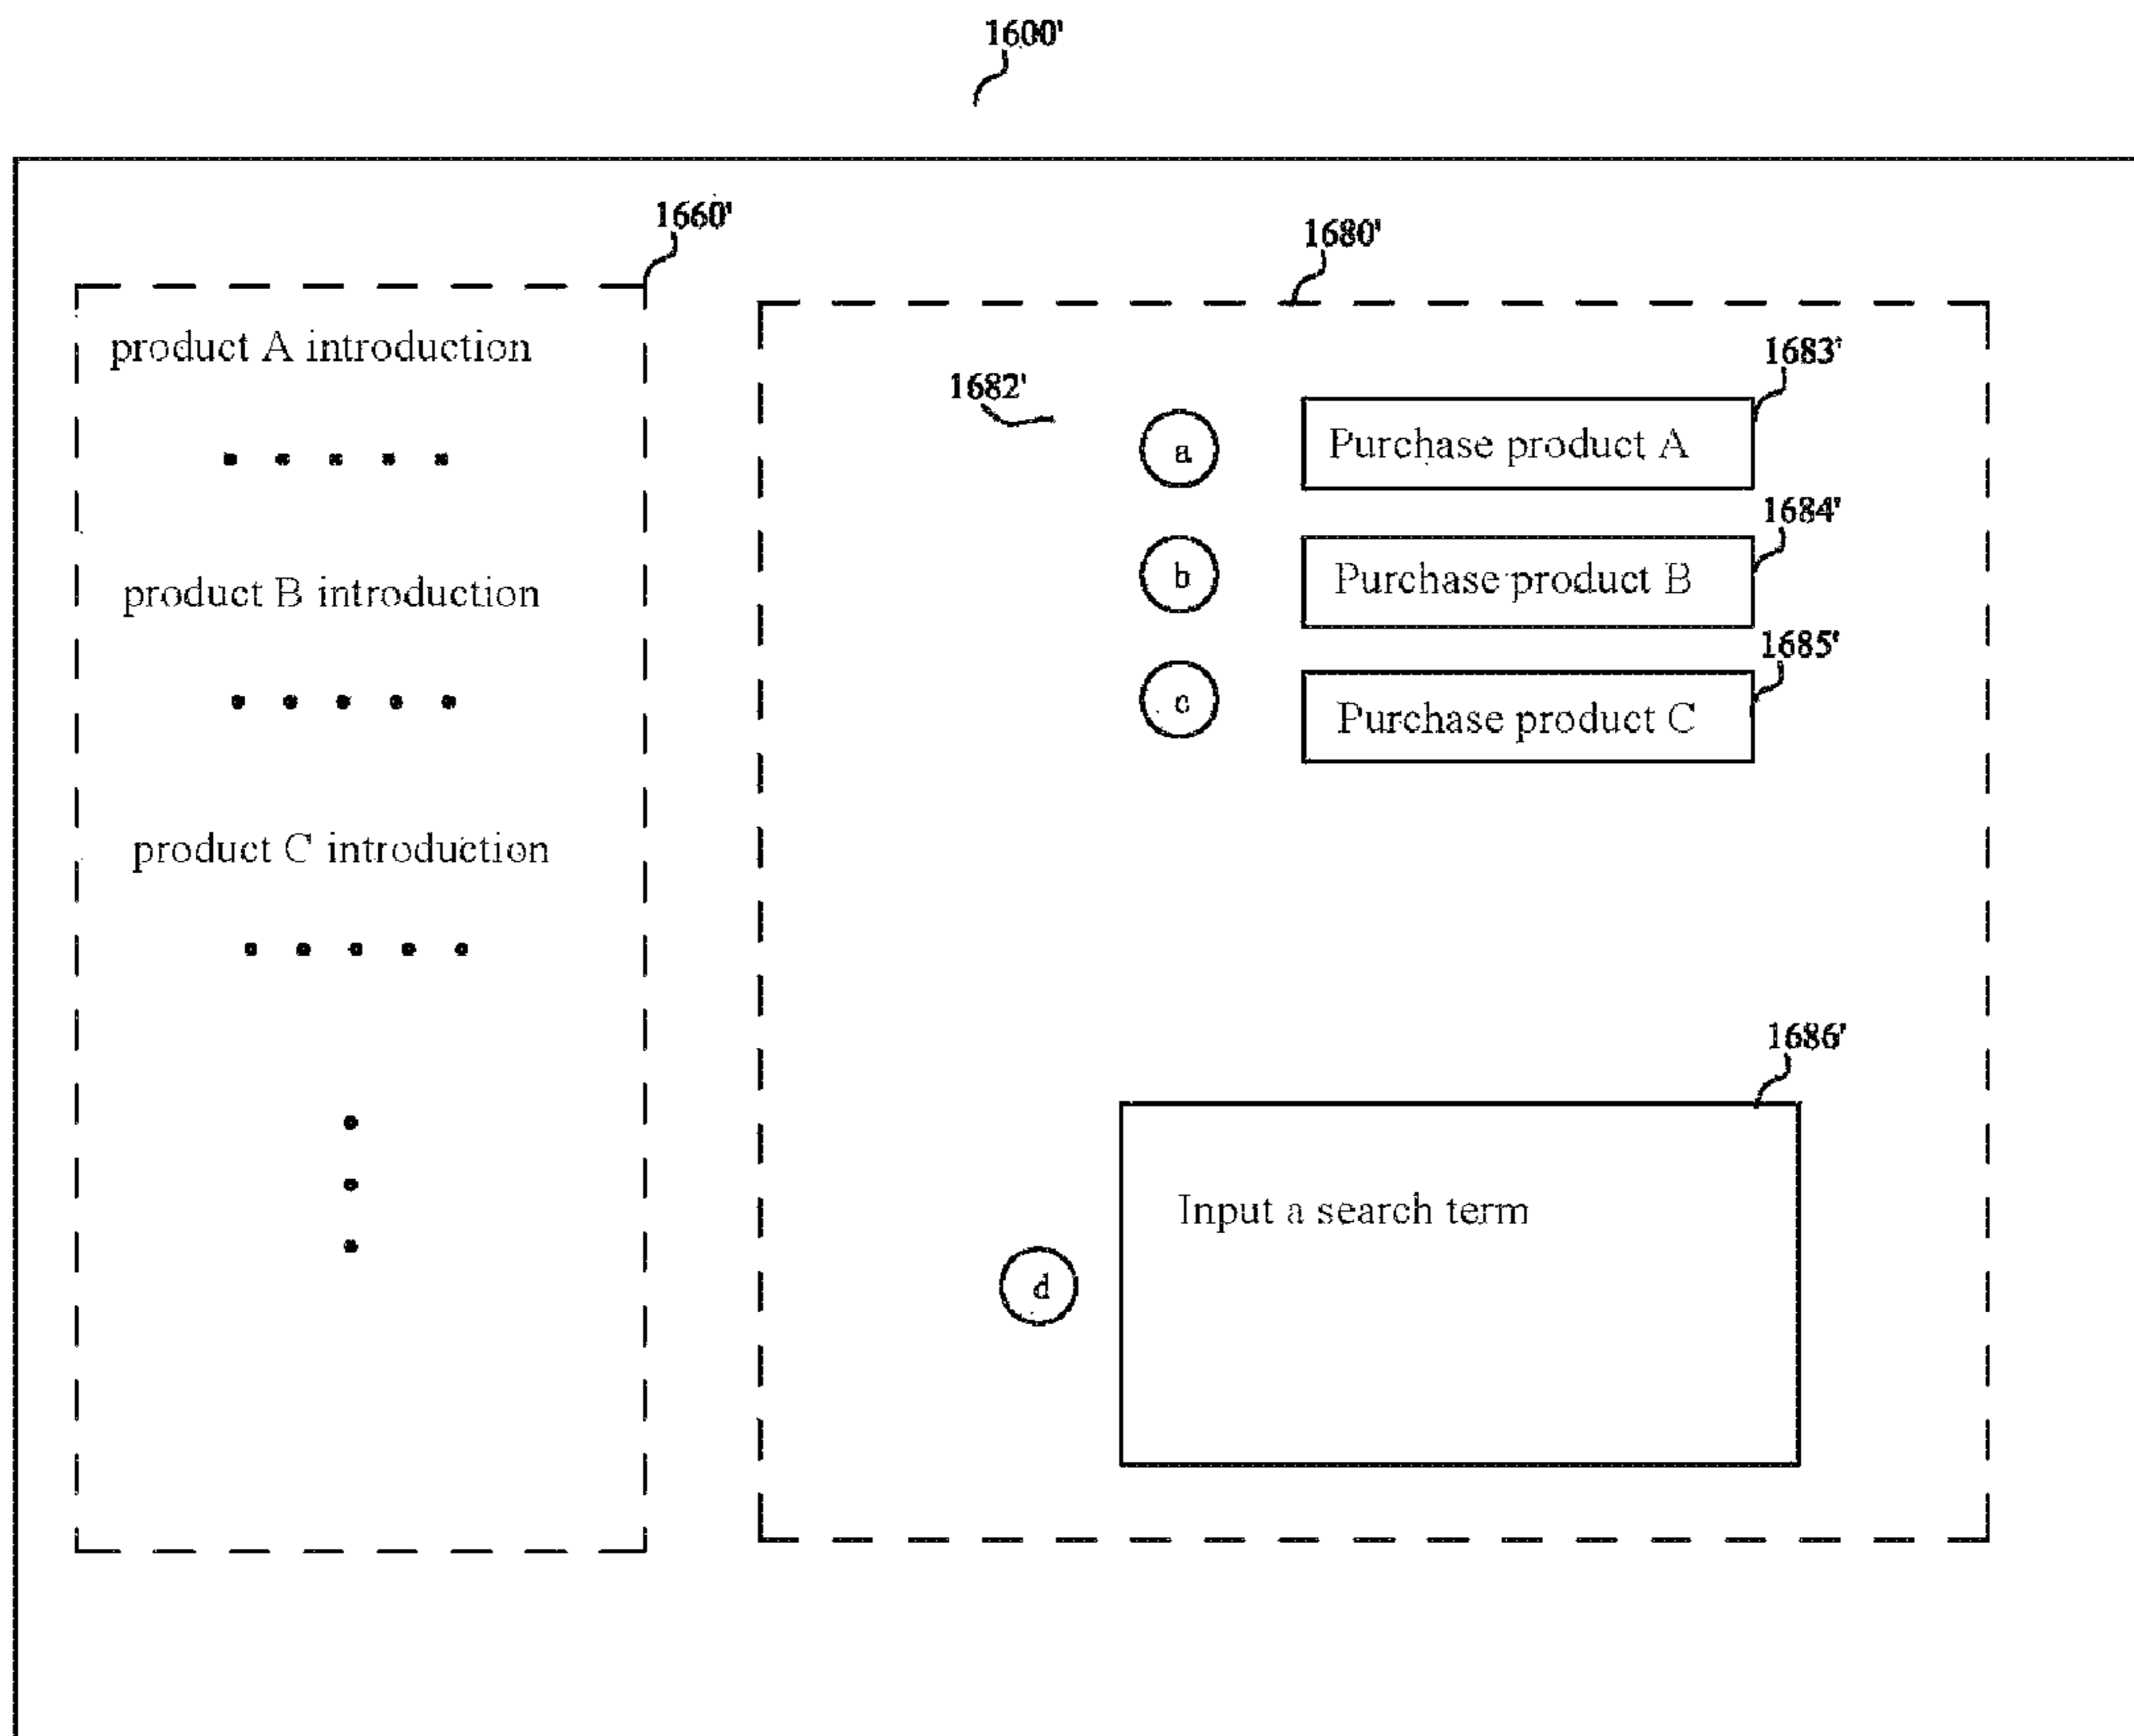 1600'
1660'
product A introduction
product B introduction
product C introduction
1680'
1682'
a
Purchase product A
1683'
b
Purchase product B
1684'
c
Purchase product C
1685'
1686'
Input a search term
d